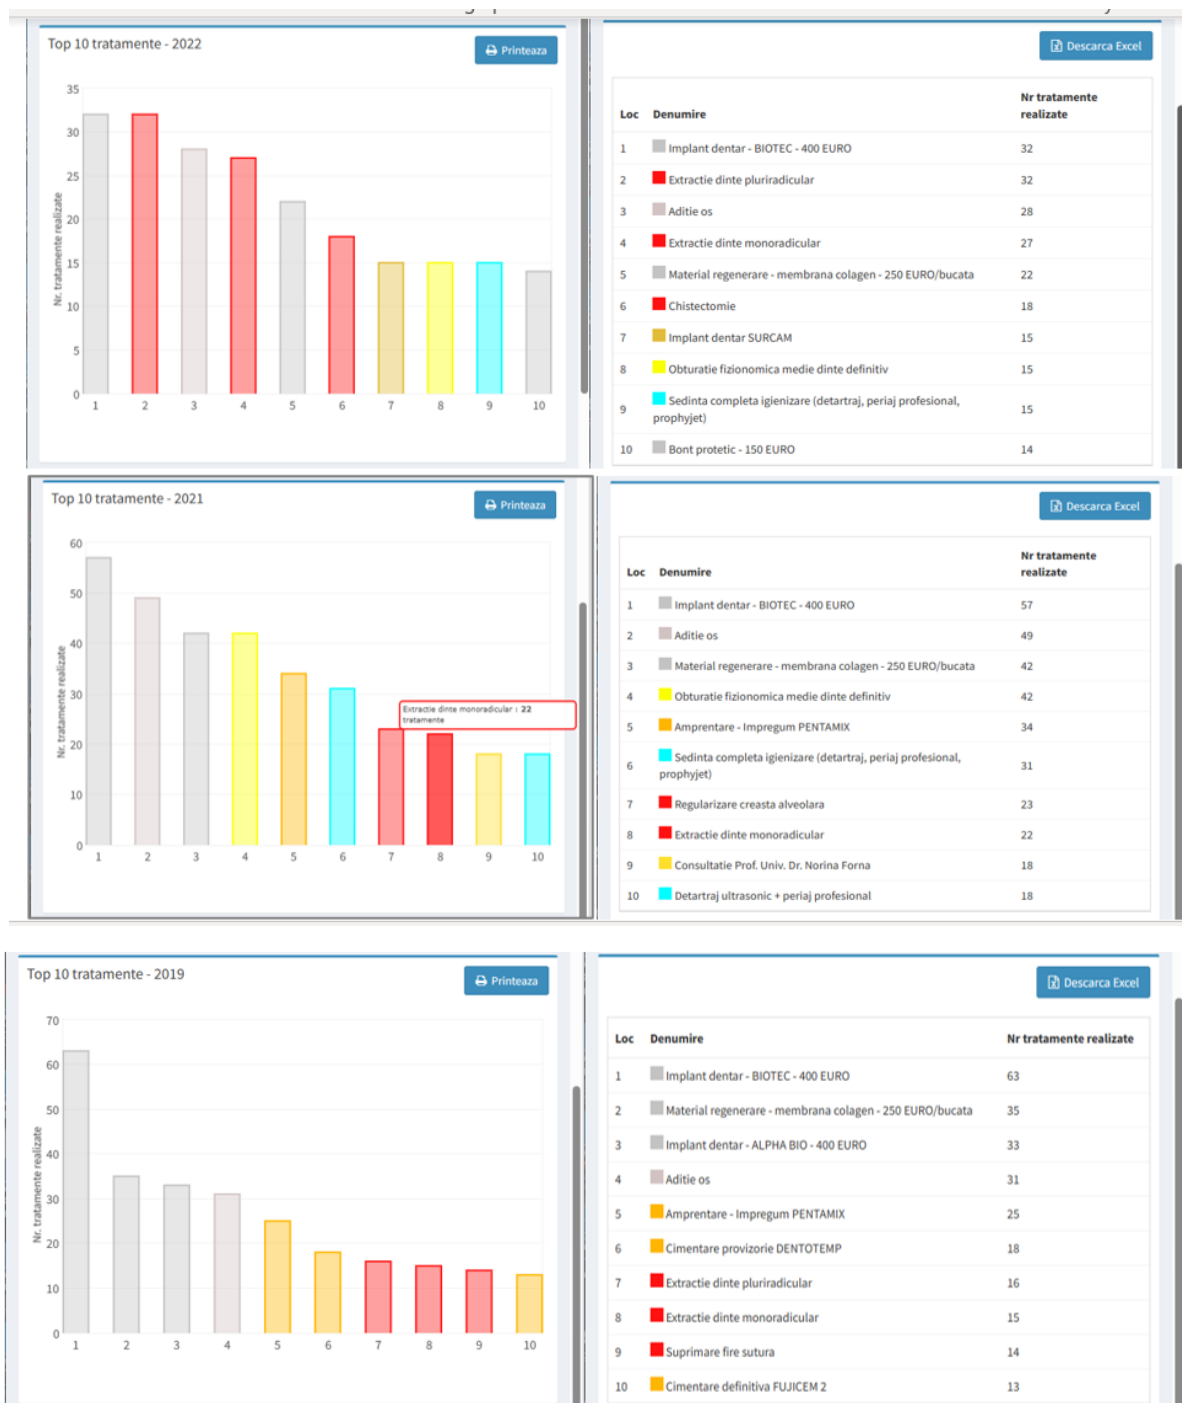 Top 10 tratamente - 2022
Printeaza
Descarca Excel
35
30
25
20
15
10
5
0
Nr. tratamente realizate
1 2 3 4 5 6 7 8 9 10
Loc Denumire Nr tratamente realizate
1 Implant dentar - BIOTEC - 400 EURO 32
2 Extractie dinte pluriradicular 32
3 Aditie os 28
4 Extractie dinte monoradicular 27
5 Material regenerare - membrana colagen - 250 EURO/bucata 22
6 Chistectomie 18
7 Implant dentar SURCAM 15
8 Obturatie fizionomica medie dinte definitiv 15
9 Sedinta completa igienizare (detartraj, periaj profesional,
prophyjet) 15
10 Bont protetic - 150 EURO 14
Top 10 tratamente - 2021
Printeaza
Descarca Excel
60
50
40
30
20
10
0
Nr. tratamente realizate
Extractie dinte monoradicular : 22
tratamente
1 2 3 4 5 6 7 8 9 10
Loc Denumire Nr tratamente realizate
1 Implant dentar - BIOTEC - 400 EURO 57
2 Aditie os 49
3 Material regenerare - membrana colagen - 250 EURO/bucata 42
4 Obturatie fizionomica medie dinte definitiv 42
5 Amprentare - Impregum PENTAMIX 34
6 Sedinta completa igienizare (detartraj, periaj profesional,
prophyjet) 31
7 Regularizare creasta alveolara 23
8 Extractie dinte monoradicular 22
9 Consultatie Prof. Univ. Dr. Norina Forna 18
10 Detartraj ultrasonic + periaj profesional 18
Top 10 tratamente - 2019
Printeaza
Descarca Excel
70
60
50
40
30
20
10
0
Nr. tratamente realizate
1 2 3 4 5 6 7 8 9 10
Loc Denumire Nr tratamente realizate
1 Implant dentar - BIOTEC - 400 EURO 63
2 Material regenerare - membrana colagen - 250 EURO/bucata 35
3 Implant dentar - ALPHA BIO - 400 EURO 33
4 Aditie os 31
5 Amprentare - Impregum PENTAMIX 25
6 Cimentare provizorie DENTOTEMP 18
7 Extractie dinte pluriradicular 16
8 Extractie dinte monoradicular 15
9 Suprimare fire sutura 14
10 Cimentare definitiva FUJICEM 2 13